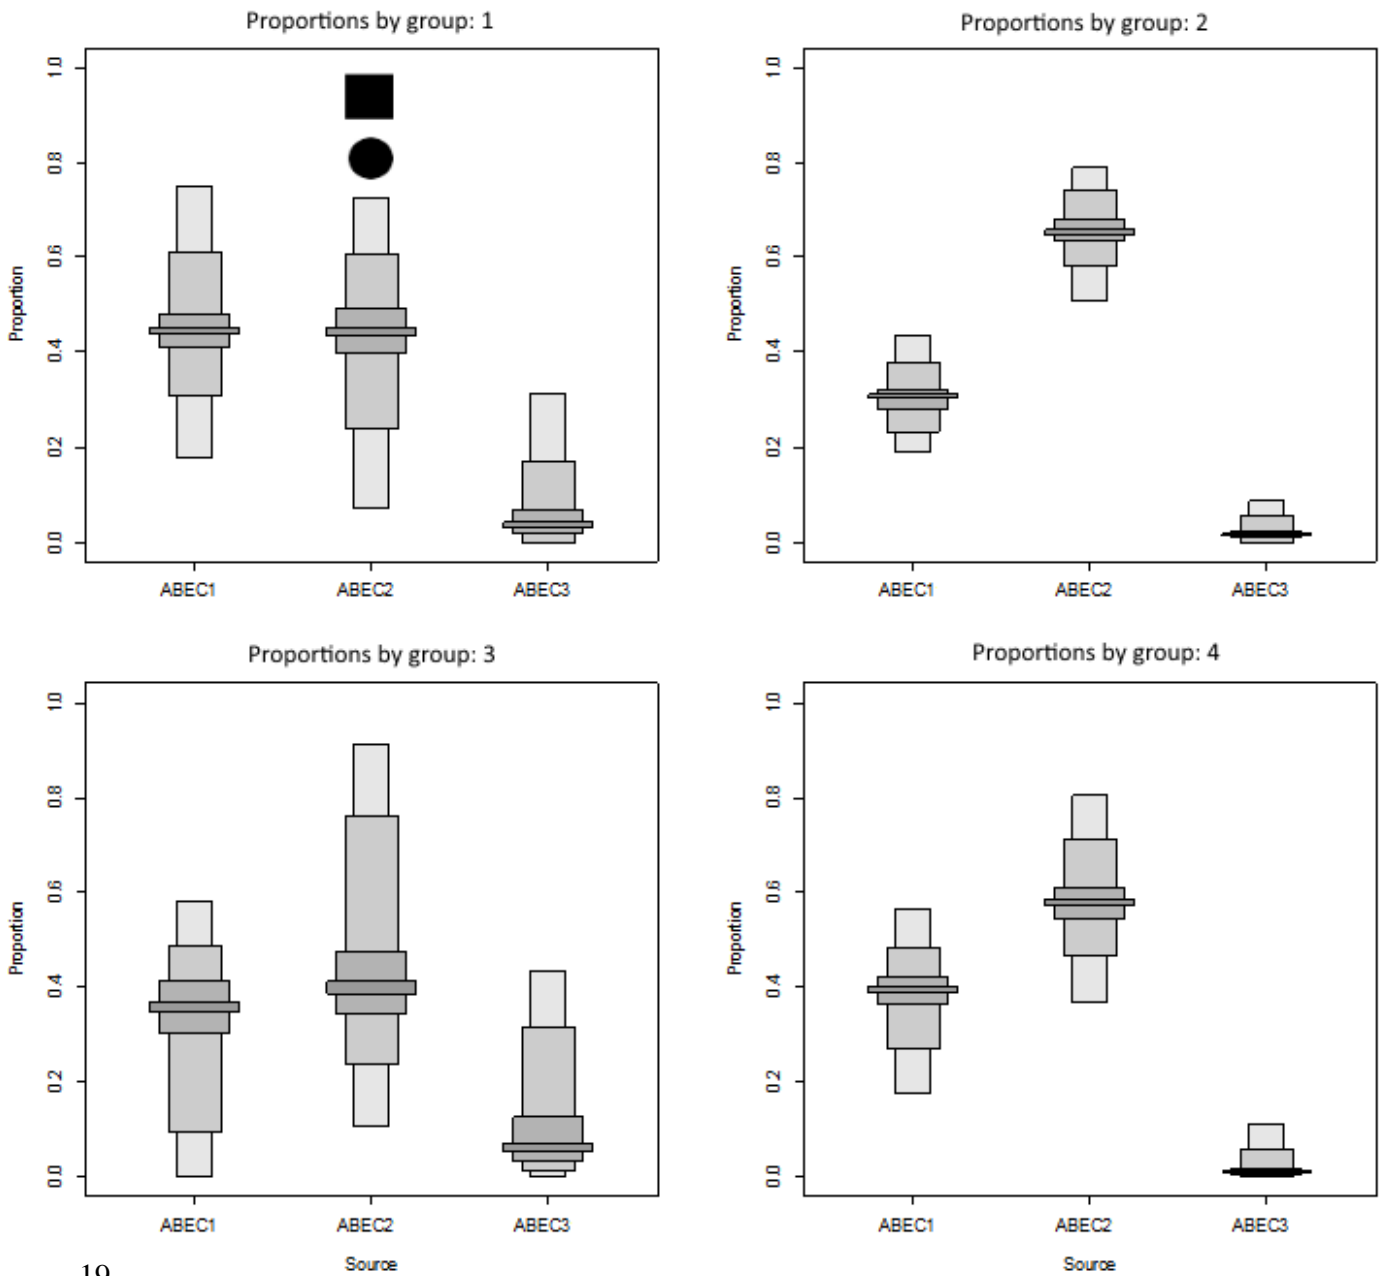 Proportions by group: 1
Proportion
1.0
0.8
0.6
0.4
0.2
0.0
ABEC1 ABEC2 ABEC3
Proportions by group: 2
Proportion
1.0
0.8
0.6
0.4
0.2
0.0
ABEC1 ABEC2 ABEC3
Proportions by group: 3
Proportion
1.0
0.8
0.6
0.4
0.2
0.0
ABEC1 ABEC2 ABEC3
Source
Proportions by group: 4
Proportion
1.0
0.8
0.6
0.4
0.2
0.0
ABEC1 ABEC2 ABEC3
Source
19